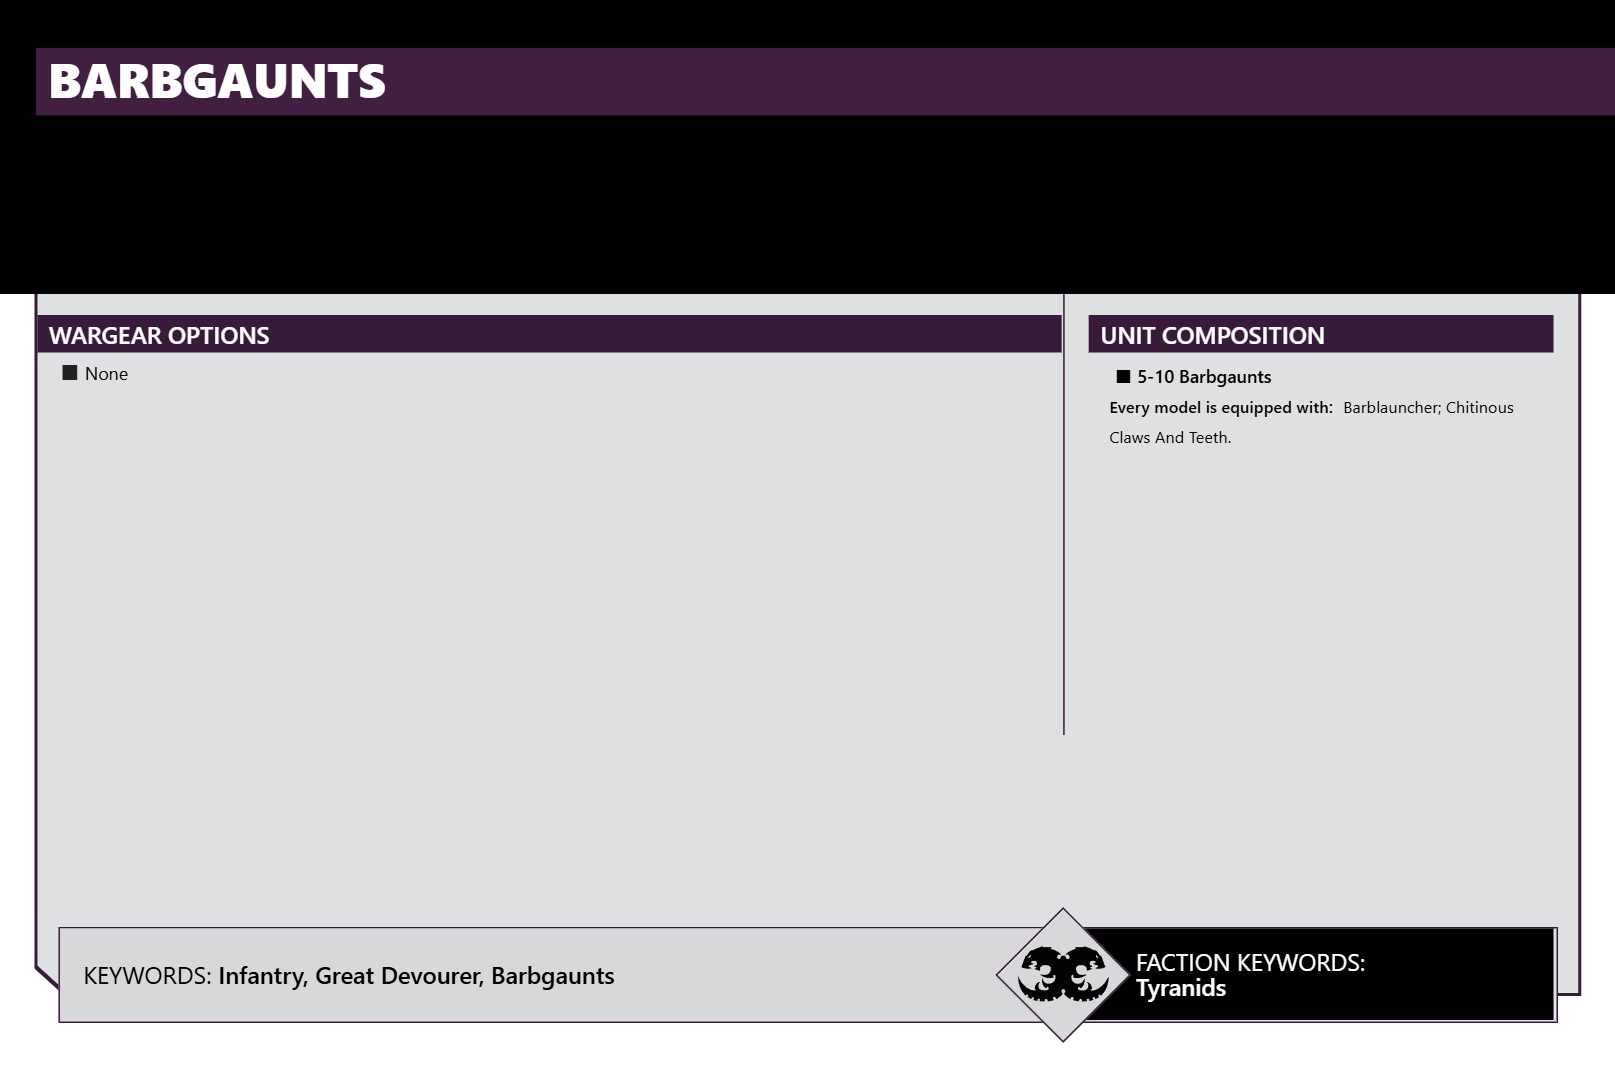 BARBGAUNTS
WARGEAR OPTIONS
None
UNIT COMPOSITION
5-10 Barbgaunts
Every model is equipped with: Barblauncher; Chitinous
Claws And Teeth.
KEYWORDS: Infantry, Great Devourer, Barbgaunts
FACTION KEYWORDS:
Tyranids